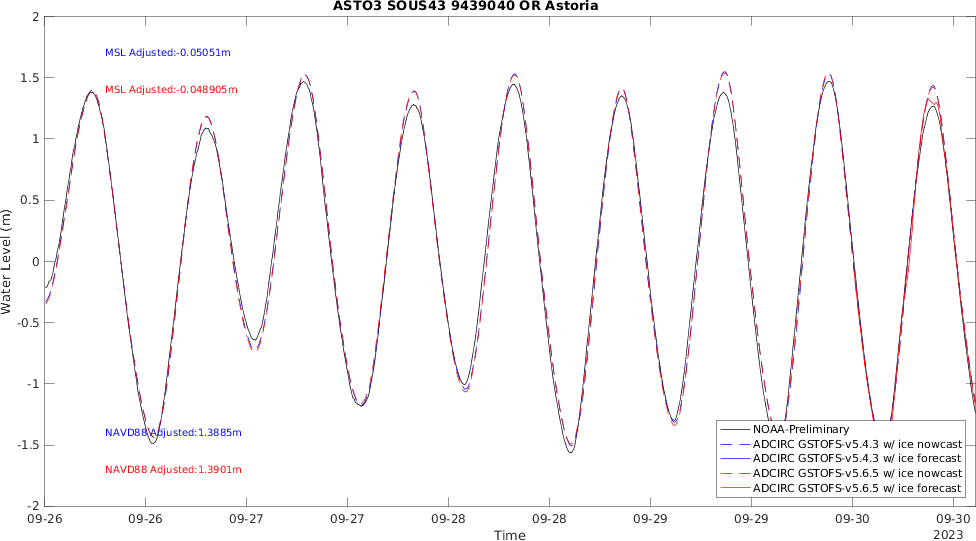 ASTO3 SOUS43 9439040 OR Astoria
2
1.5
1
0.5
0
-0.5
-1
-1.5
-2
Water Level (m)
MSL Adjusted:-0.05051m
MSL Adjusted:-0.048905m
NAVD88 Adjusted:1.3885m
NAVD88 Adjusted:1.3901m
NOAA-Preliminary
ADCIRC GSTOFS-v5.4.3 w/ ice nowcast
ADCIRC GSTOFS-v5.4.3 w/ ice forecast
ADCIRC GSTOFS-v5.6.5 w/ ice nowcast
ADCIRC GSTOFS-v5.6.5 w/ ice forecast
09-26 09-26 09-27 09-27 09-28 09-28 09-29 09-29 09-30 09-30
2023
Time